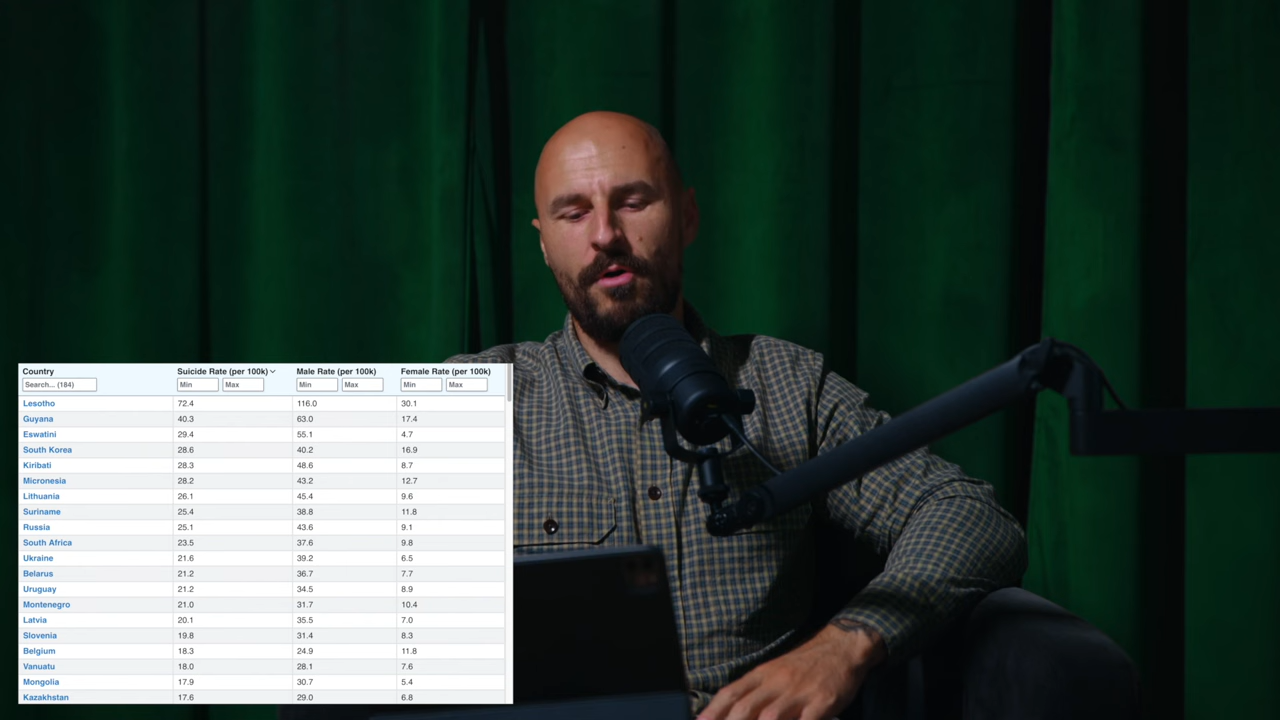 Country Suicide Rate (per 100k) Male Rate (per 100k) Female Rate (per 100k)
Search... (184) Min Max Min Max Min Max
Lesotho 72.4 116.0 30.1
Guyana 40.3 63.0 17.4
Eswatini 29.4 55.1 4.7
South Korea 28.6 40.2 16.9
Kiribati 28.3 48.6 8.7
Micronesia 28.2 43.2 12.7
Lithuania 26.1 45.4 9.6
Suriname 25.4 38.8 11.8
Russia 25.1 43.6 9.1
South Africa 23.5 37.6 9.8
Ukraine 21.6 39.2 6.5
Belarus 21.2 36.7 7.7
Uruguay 21.2 34.5 8.9
Montenegro 21.0 31.7 10.4
Latvia 20.1 35.5 7.0
Slovenia 19.8 31.4 8.3
Belgium 18.3 24.9 11.8
Vanuatu 18.0 28.1 7.6
Mongolia 17.9 30.7 5.4
Kazakhstan 17.6 29.0 6.8